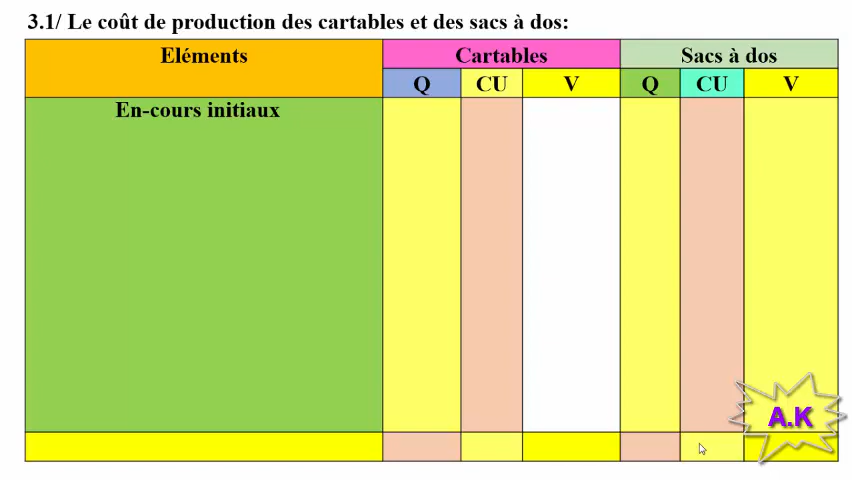 3.1/ Le coût de production des cartables et des sacs à dos:
Eléments Cartables Sacs à dos
Q CU V Q CU V
En-cours initiaux
A.K